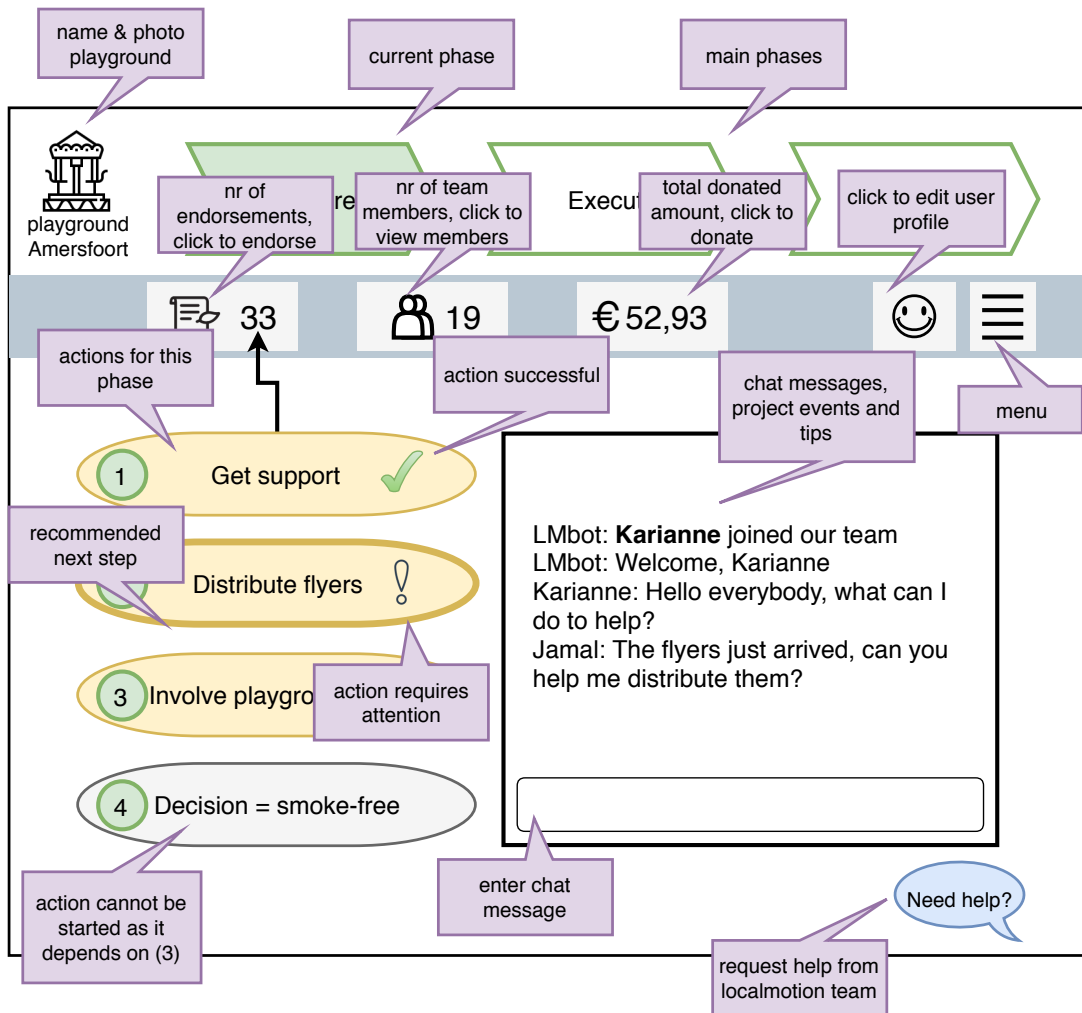 name & photo
playground
current phase
main phases
playground
Amersfoort
nr of
endorsements,
click to endorse
nr of team
members, click to
view members
total donated
amount, click to
donate
click to edit user
profile
33
19
€ 52,93
actions for this
phase
action successful
chat messages,
project events and
tips
menu
1 Get support
recommended
next step
Distribute flyers
3 Involve
action requires
attention
4 Decision = smoke-free
action cannot be
started as it
depends on (3)
LMbot: Karianne joined our team
LMbot: Welcome, Karianne
Karianne: Hello everybody, what can I
do to help?
Jamal: The flyers just arrived, can you
help me distribute them?
enter chat
message
Need help?
request help from
localmotion team